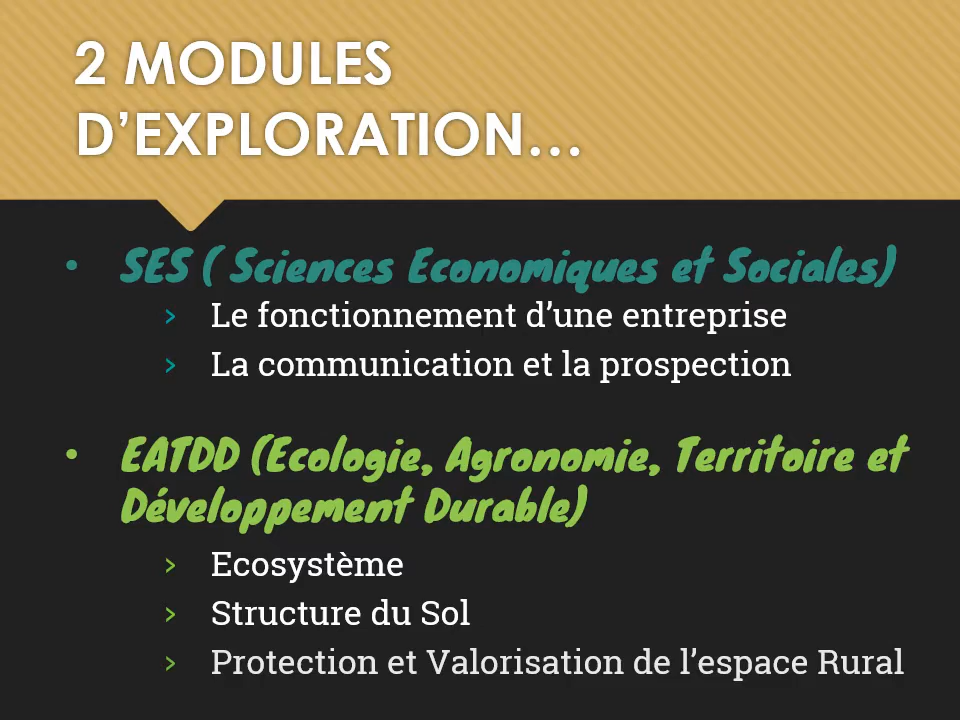 2 MODULES
D’EXPLORATION…
• SES ( Sciences Economiques et Sociales)
› Le fonctionnement d’une entreprise
› La communication et la prospection
• EATDD (Ecologie, Agronomie, Territoire et
Développement Durable)
› Ecosystème
› Structure du Sol
› Protection et Valorisation de l’espace Rural